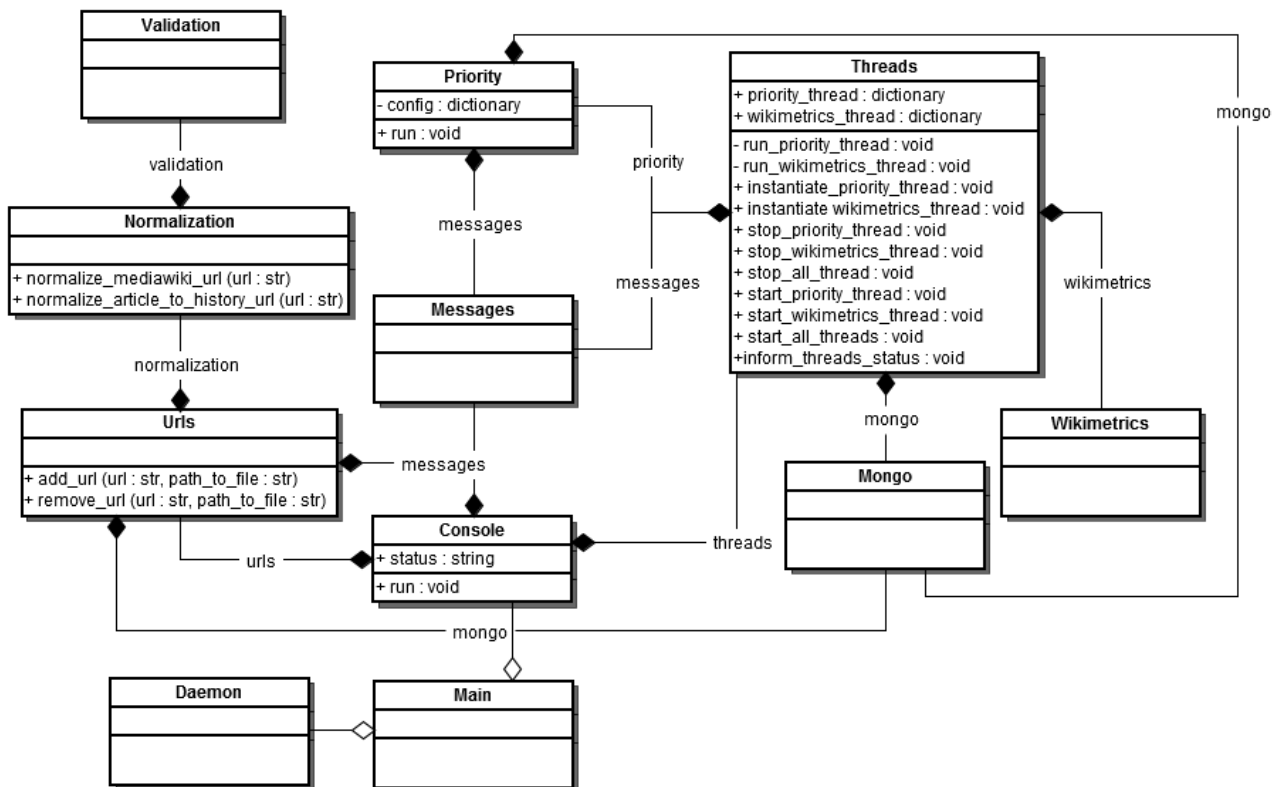 Validation
validation
Normalization
+ normalize_mediawiki_url (url : str)
+ normalize_article_to_history_url (url : str)
normalization
Urls
+ add_url (url : str, path_to_file : str)
+ remove_url (url : str, path_to_file : str)
urls
Priority
- config : dictionary
+ run : void
messages
Messages
messages
Console
+ status : string
+ run : void
priority
messages
Threads
+ priority_thread : dictionary
+ wikimetrics_thread : dictionary
- run_priority_thread : void
- run_wikimetrics_thread : void
+ instantiate_priority_thread : void
+ instantiate wikimetrics_thread : void
+ stop_priority_thread : void
+ stop_wikimetrics_thread : void
+ stop_all_thread : void
+ start_priority_thread : void
+ start_wikimetrics_thread : void
+ start_all_threads : void
+inform_threads_status : void
mongo
wikimetrics
mongo
Wikimetrics
Mongo
threads
mongo
Daemon
Main